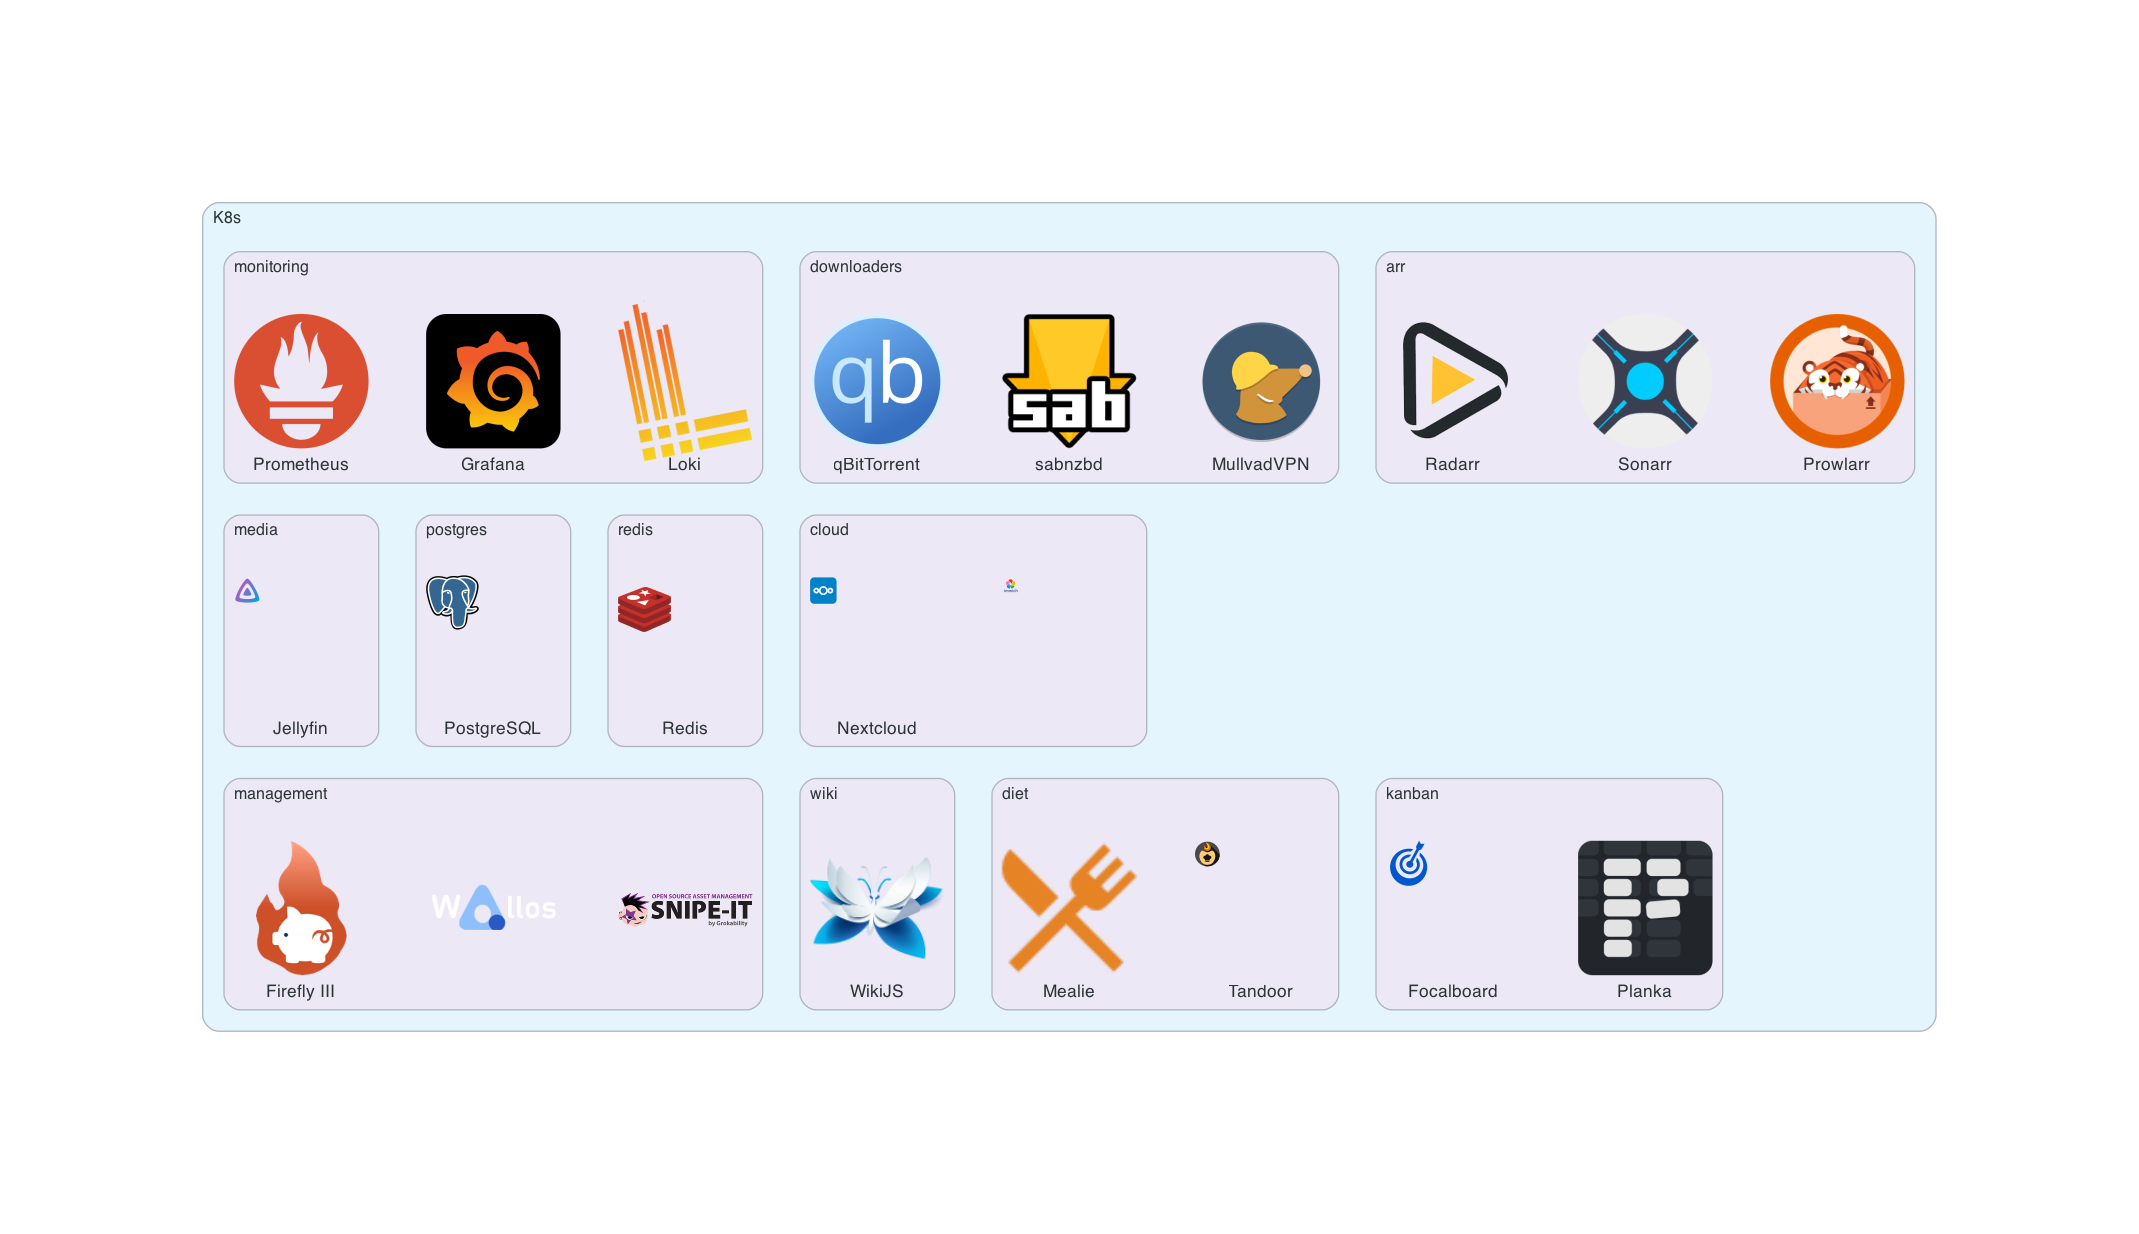 K8s
monitoring
downloaders
arr
qb
sab
Prometheus
Grafana
Loki
qBitTorrent
sabnzbd
MullvadVPN
Radarr
Sonarr
Prowlarr
media
postgres
redis
cloud
Jellyfin
PostgreSQL
Redis
Nextcloud
management
wiki
diet
kanban
Wallos
OPEN SOURCE ASSET MANAGEMENT
SNIPE-IT
by Grokability
Firefly III
WikiJS
Mealie
Tandoor
Focalboard
Planka